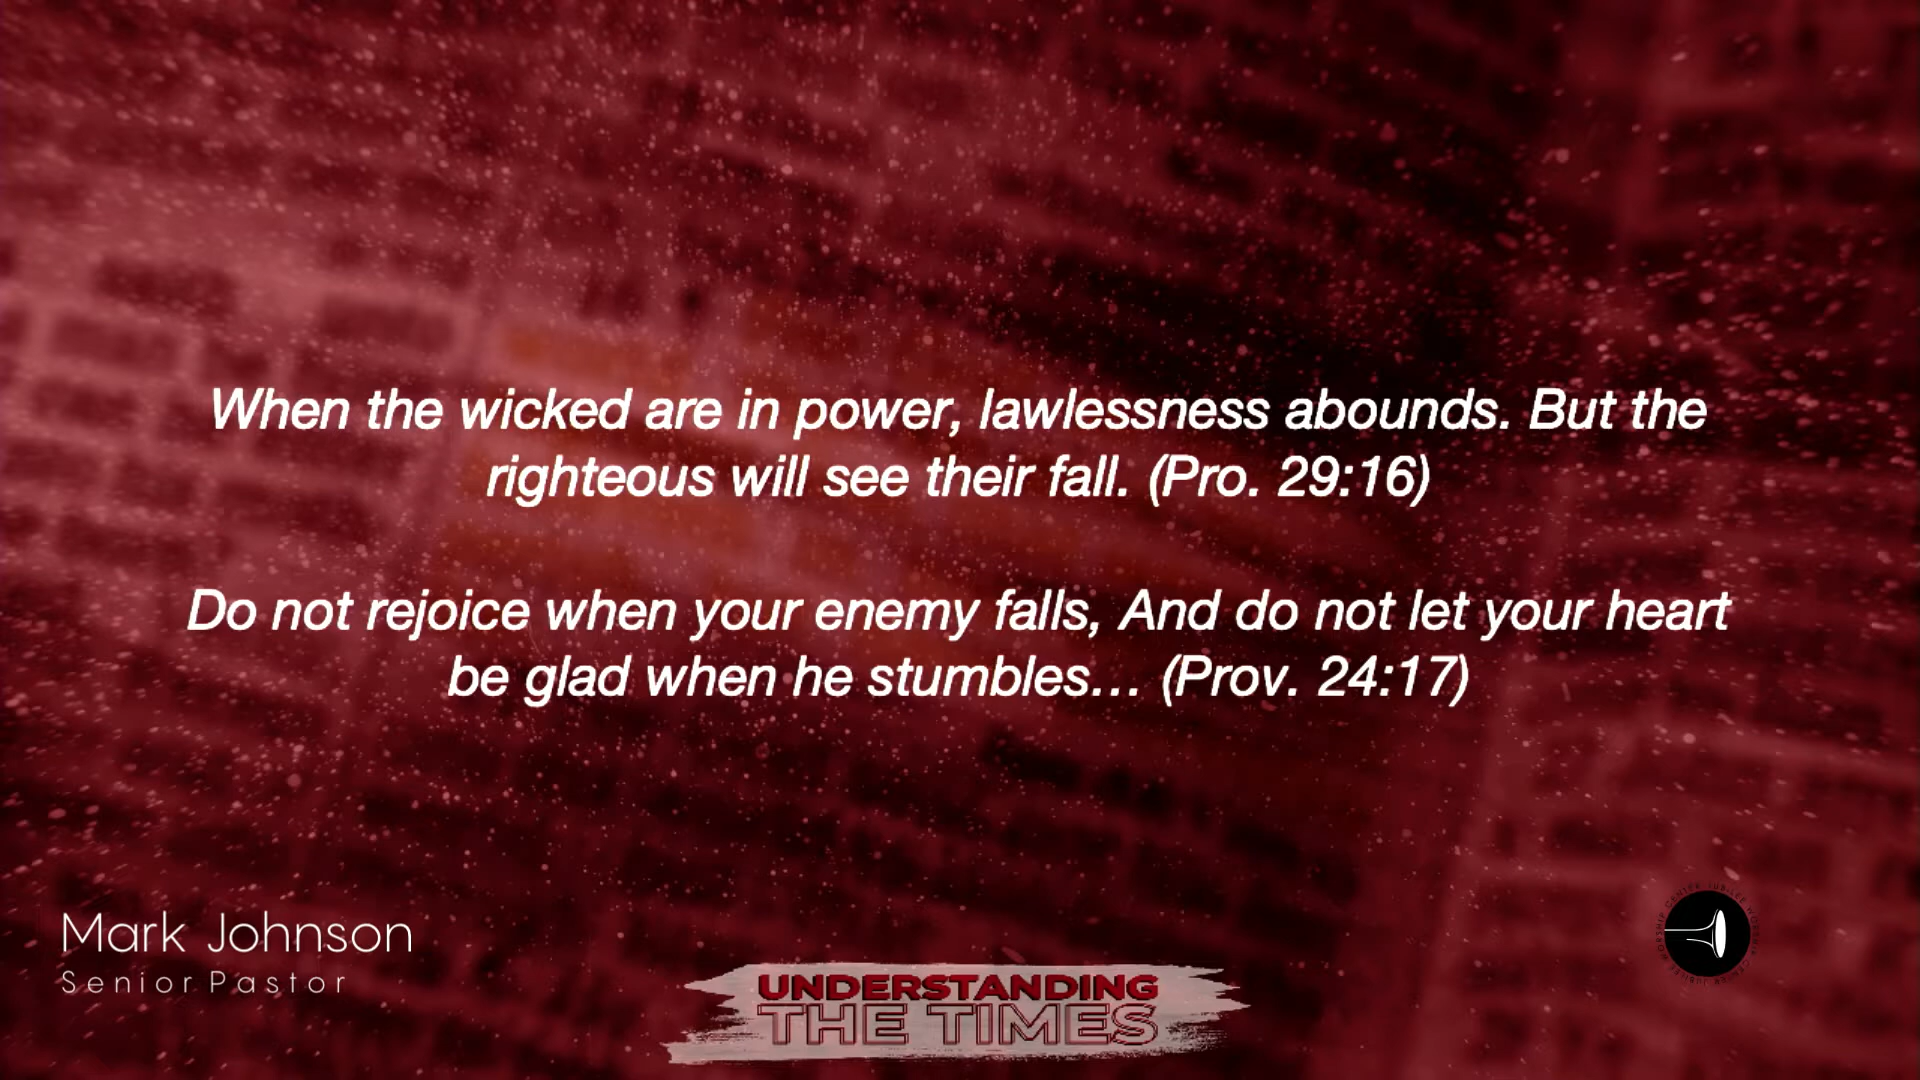 When the wicked are in power, lawlessness abounds. But the
righteous will see their fall. (Pro. 29:16)
Do not rejoice when your enemy falls, And do not let your heart
be glad when he stumbles… (Prov. 24:17)
Mark Johnson
Senior Pastor
UNDERSTANDING
THE TIMES